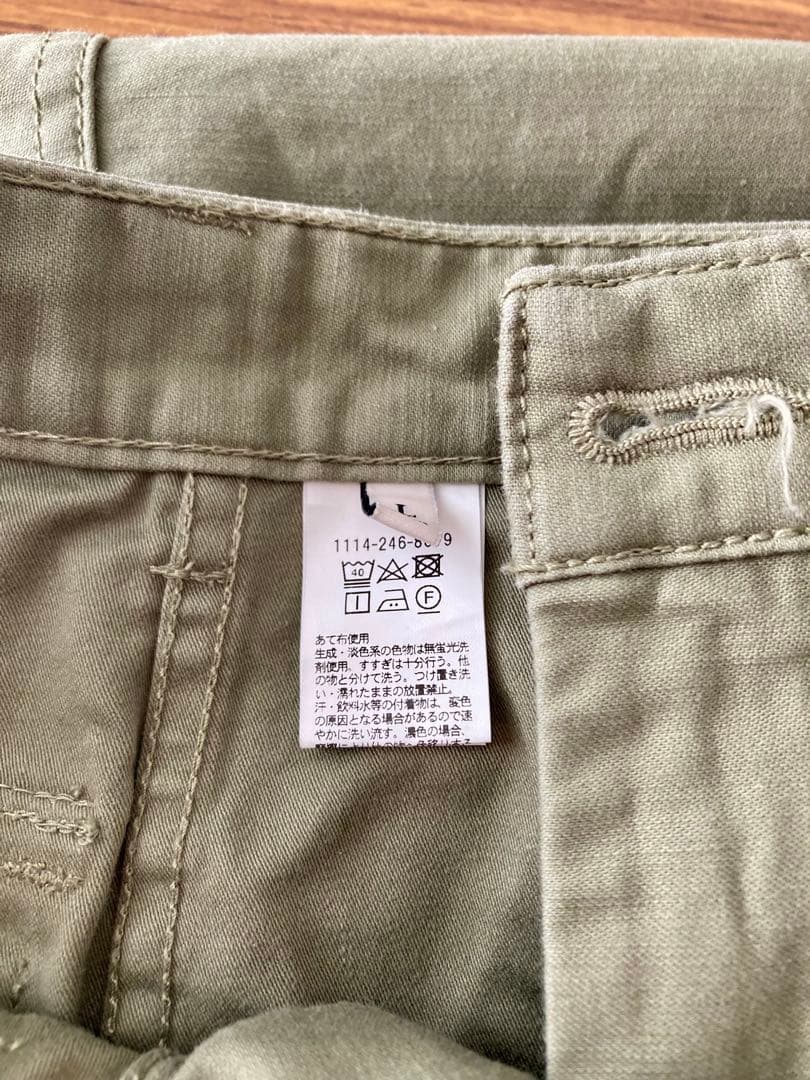 L
1114-246-8
40
F
あて布使用
生成・淡色系の色物は無蛍光洗
剤使用、すすぎは十分行う。他
の物と分けて洗う。つけ置き洗
い・濡れたままの放置禁止。
汗・飲料水等の付着物は、変色
の原因となる場合があるので速
やかに洗い流す。濃色の場合、